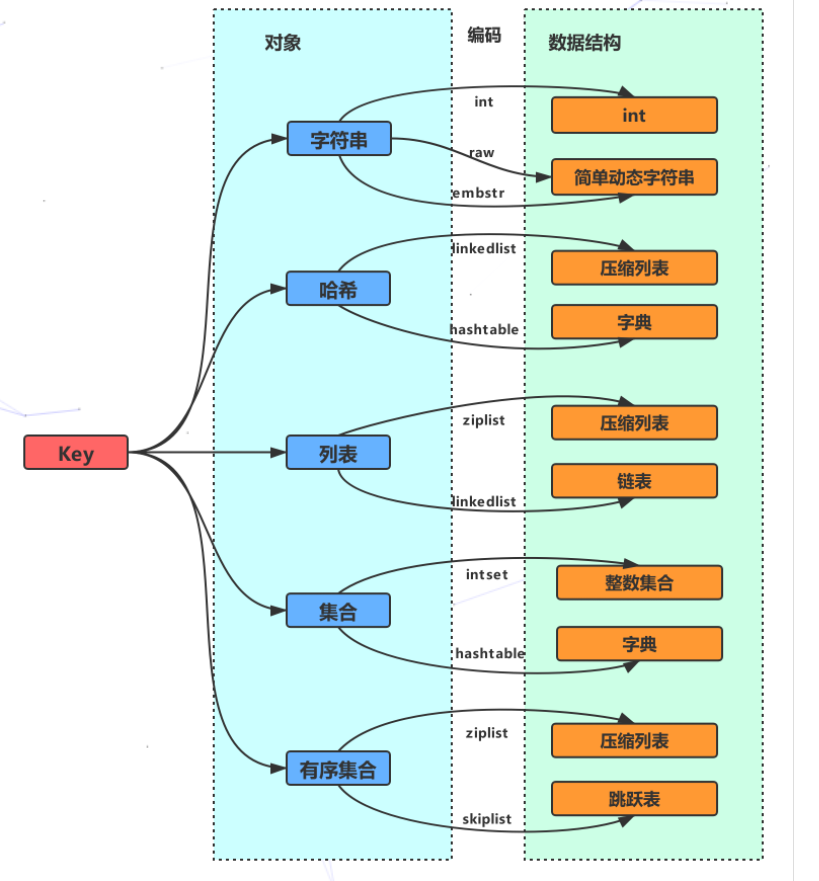 对象
编码
数据结构
int
int
字符串
raw
简单动态字符串
embstr
linkedlist
压缩列表
哈希
hashtable
字典
ziplist
压缩列表
Key
列表
linkedlist
链表
intset
整数集合
集合
hashtable
字典
ziplist
压缩列表
有序集合
skiplist
跳跃表